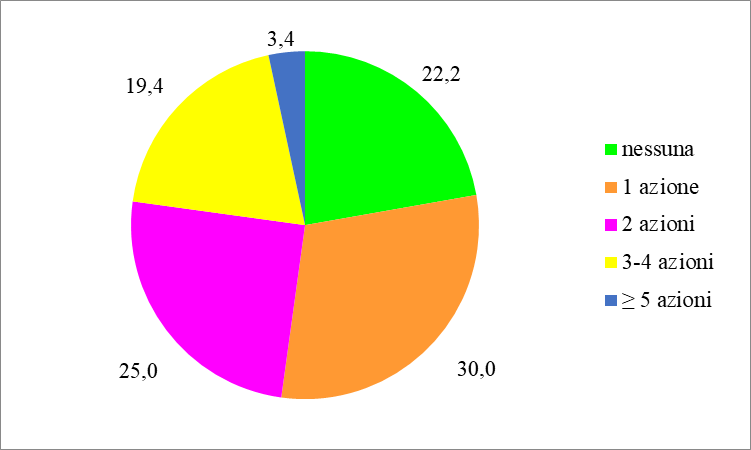 3,4
22,2
19,4
25,0
30,0
nessuna
1 azione
2 azioni
3-4 azioni
≥ 5 azioni